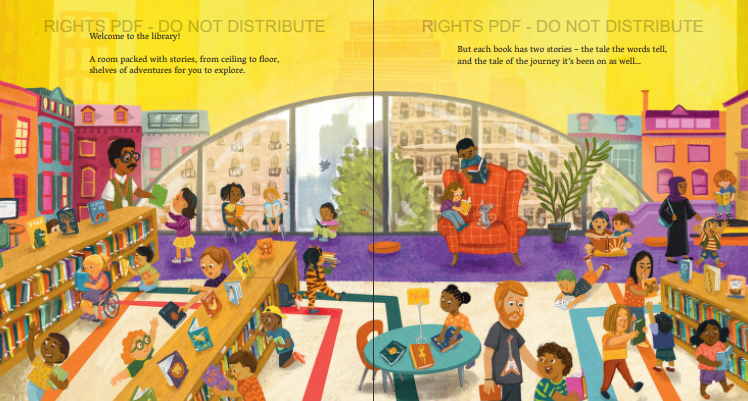 RIGHTS PDF - DO NOT DISTRIBUTE
Welcome to the library!
A room packed with stories, from ceiling to floor,
shelves of adventures for you to explore.
RIGHTS PDF - DO NOT DISTRIBUTE
But each book has two stories – the tale the words tell,
and the tale of the journey it's been on as well...
NEW